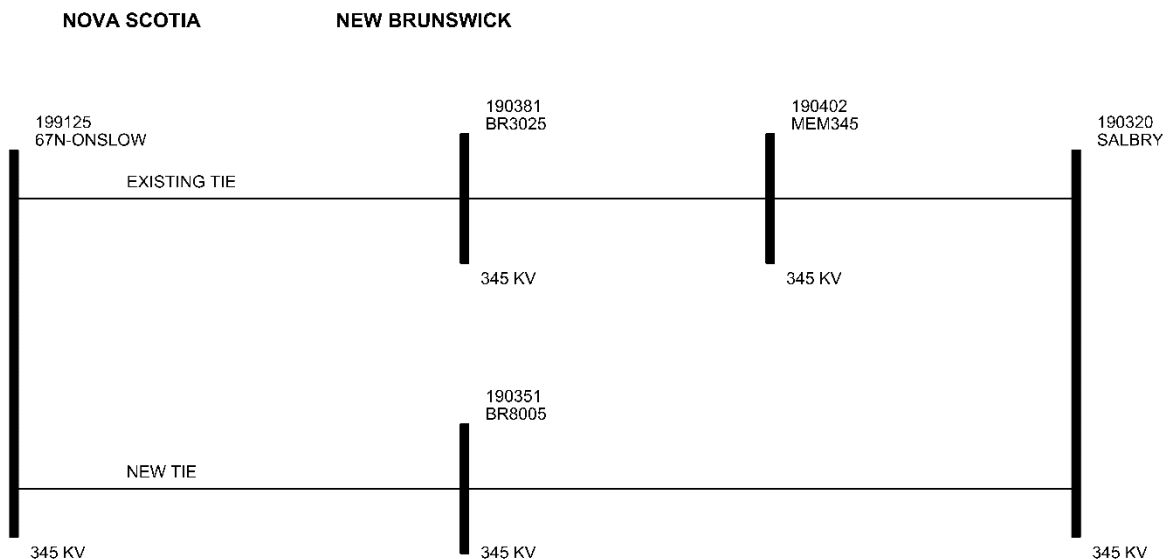 NOVA SCOTIA
NEW BRUNSWICK
199125
67N-ONSLOW
190381
BR3025
190402
MEM345
190320
SALBRY
EXISTING TIE
345 KV
345 KV
190351
BR8005
NEW TIE
345 KV
345 KV
345 KV